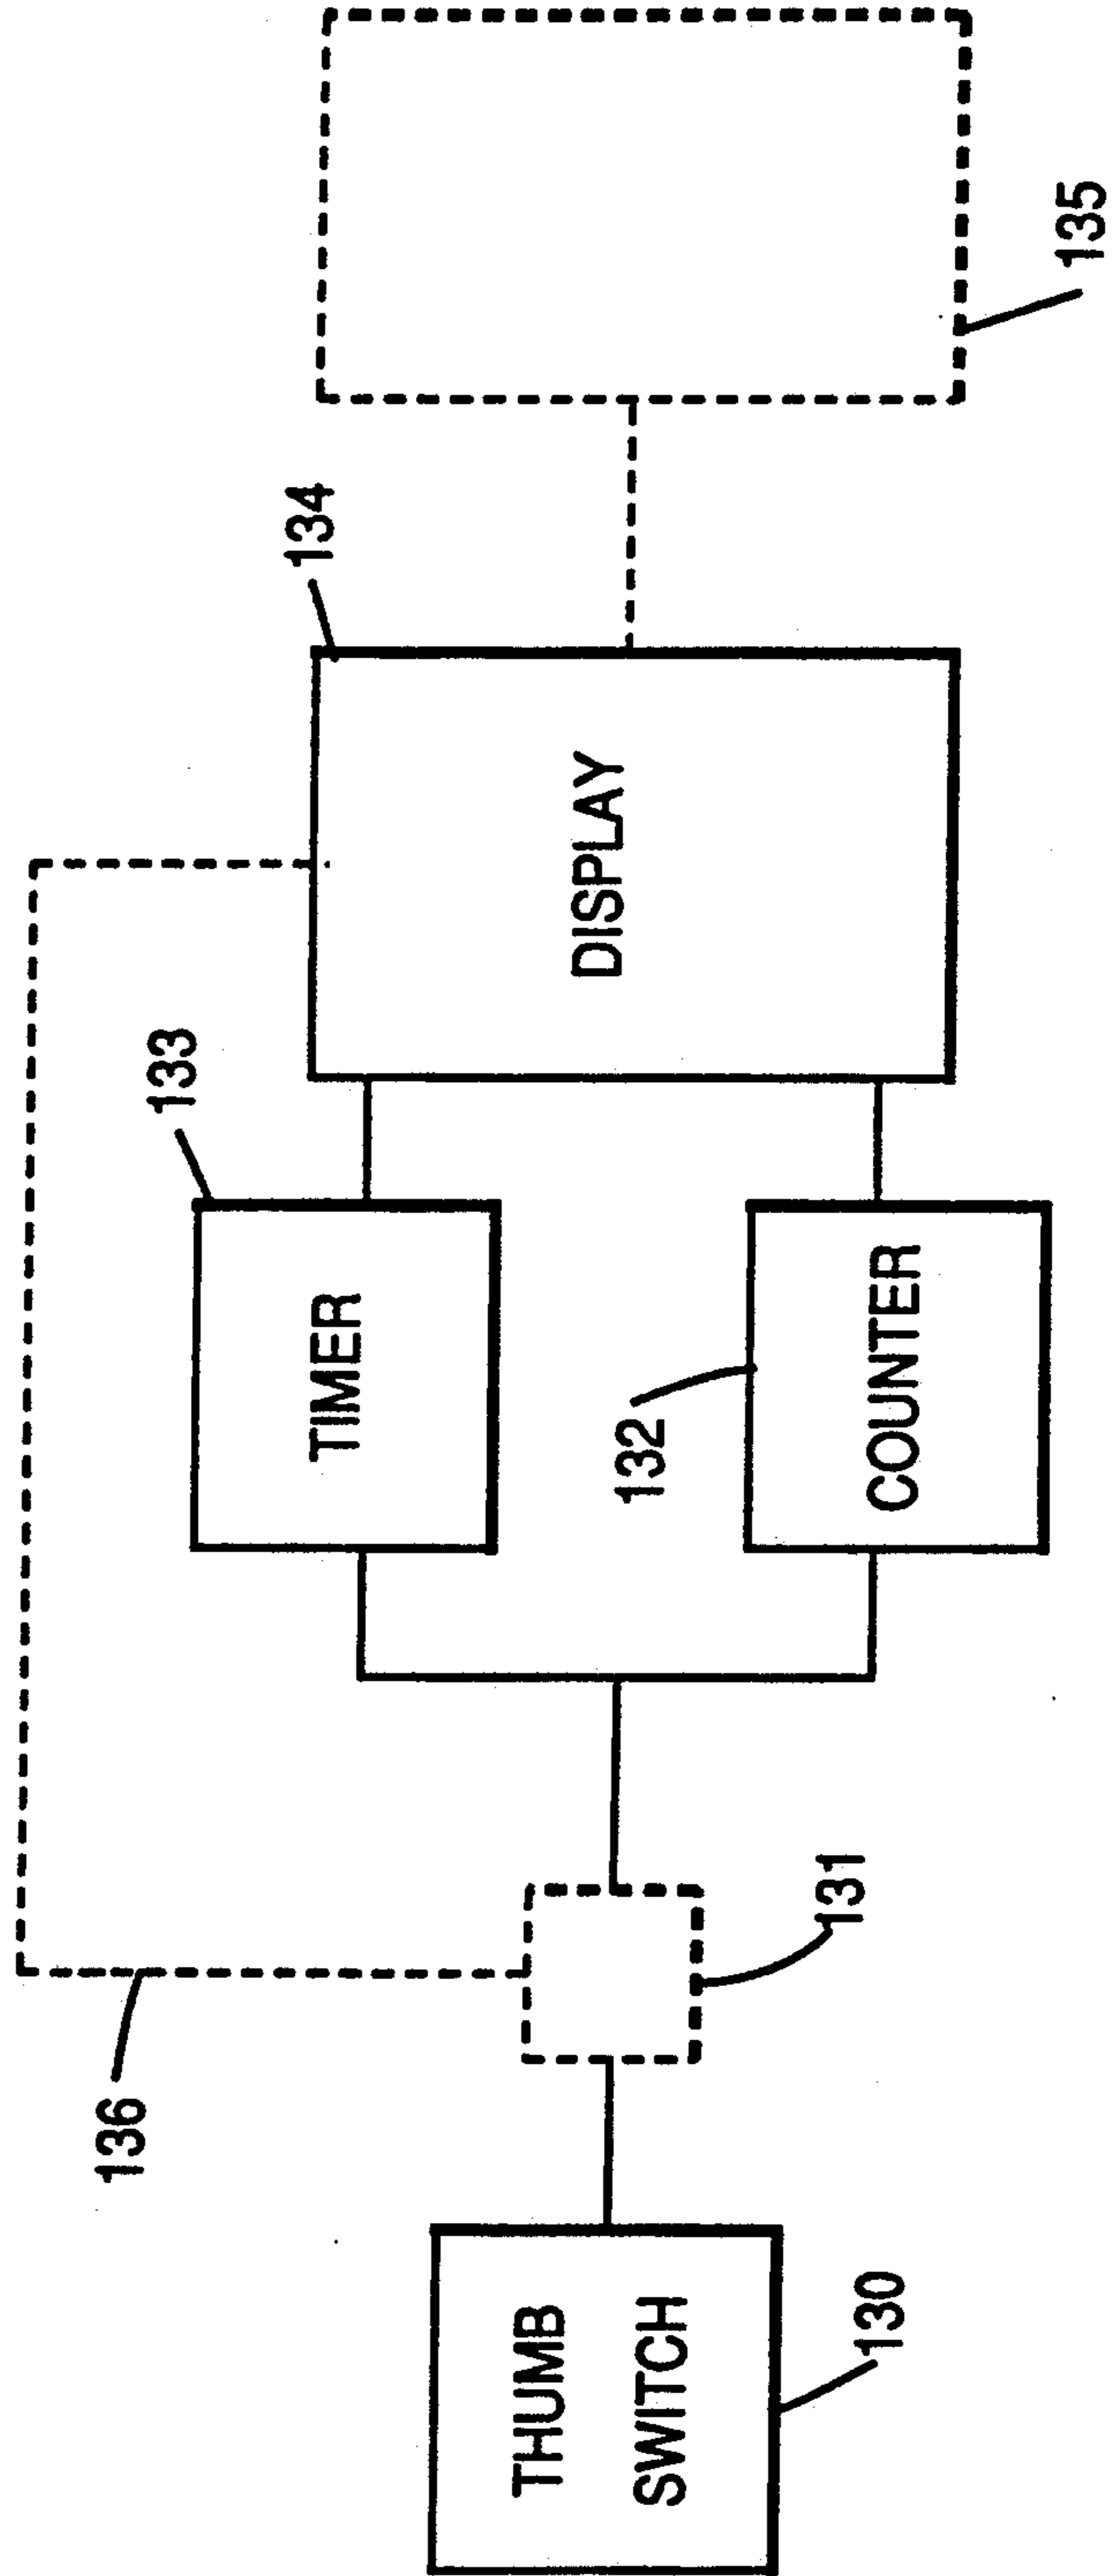 136
133
134
TIMER
THUMB
SWITCH
DISPLAY
132
COUNTER
130
131
135